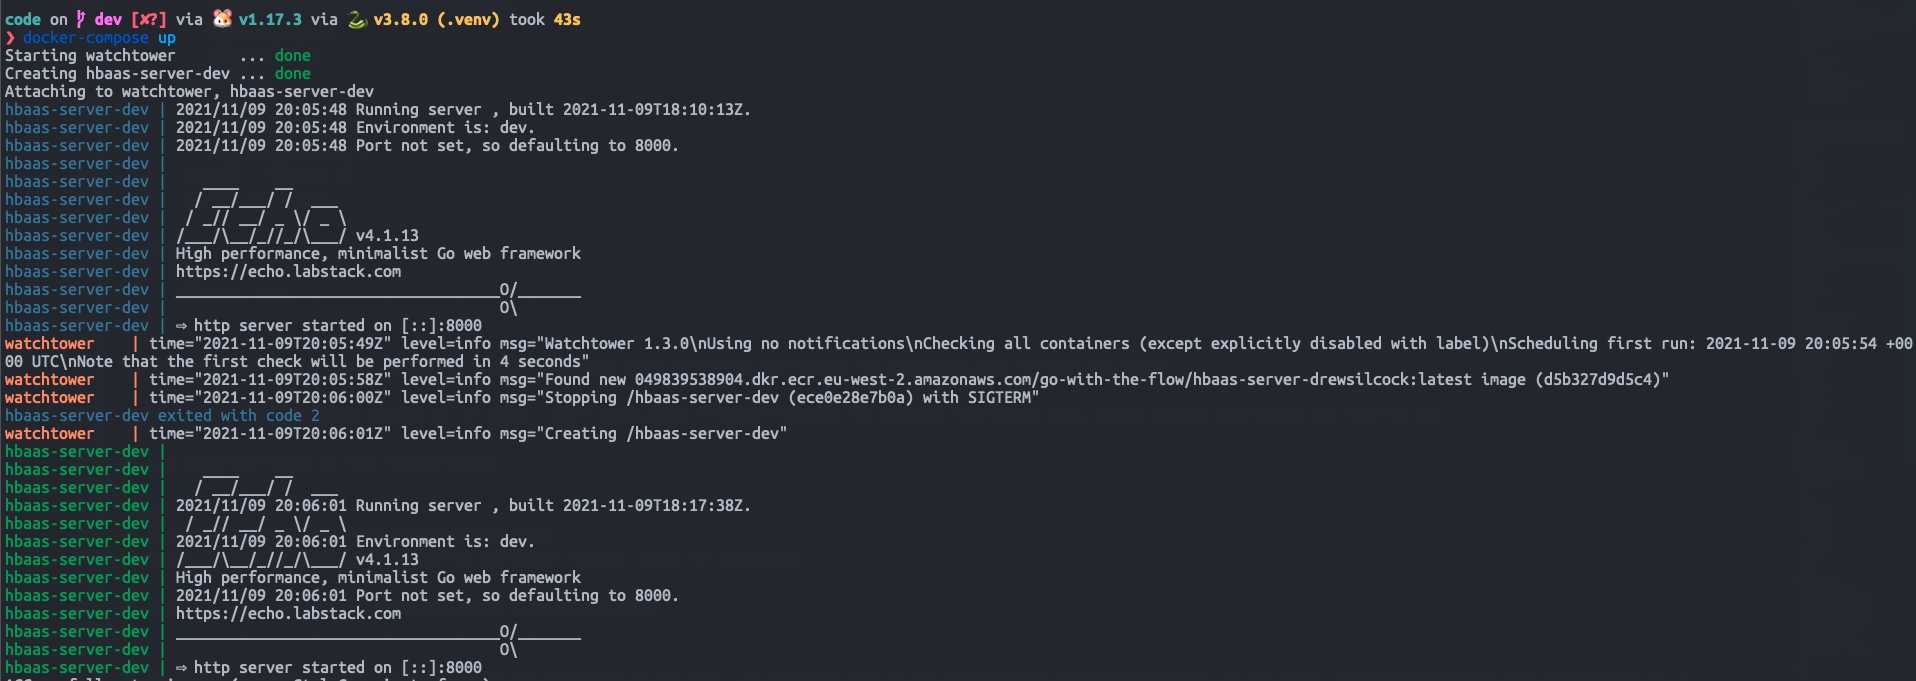 code on dev [✘?] via 🐹 v1.17.3 via 🐍 v3.8.0 (.venv) took 43s
❯ docker-compose up
Starting watchtower       ... done
Creating hbaas-server-dev ... done
Attaching to watchtower, hbaas-server-dev
hbaas-server-dev | 2021/11/09 20:05:48 Running server , built 2021-11-09T18:10:13Z.
hbaas-server-dev | 2021/11/09 20:05:48 Environment is: dev.
hbaas-server-dev | 2021/11/09 20:05:48 Port not set, so defaulting to 8000.
hbaas-server-dev |
hbaas-server-dev |    ____    __
hbaas-server-dev |   / __/___/ /  ___
hbaas-server-dev |  / _// __/ _ \/ _ \
hbaas-server-dev | /___/\__/_//_/\___/ v4.1.13
hbaas-server-dev | High performance, minimalist Go web framework
hbaas-server-dev | https://echo.labstack.com
hbaas-server-dev | ____________________________________O/_______
hbaas-server-dev |                                     O\
hbaas-server-dev | ⇨ http server started on [::]:8000
watchtower    | time="2021-11-09T20:05:49Z" level=info msg="Watchtower 1.3.0\nUsing no notifications\nChecking all containers (except explicitly disabled with label)\nScheduling first run: 2021-11-09 20:05:54 +00
00 UTC\nNote that the first check will be performed in 4 seconds"
watchtower    | time="2021-11-09T20:05:58Z" level=info msg="Found new 049839538904.dkr.ecr.eu-west-2.amazonaws.com/go-with-the-flow/hbaas-server-drewsilcock:latest image (d5b327d9d5c4)"
watchtower    | time="2021-11-09T20:06:00Z" level=info msg="Stopping /hbaas-server-dev (ece0e28e7b0a) with SIGTERM"
hbaas-server-dev exited with code 2
watchtower    | time="2021-11-09T20:06:01Z" level=info msg="Creating /hbaas-server-dev"
hbaas-server-dev |
hbaas-server-dev |    ____    __
hbaas-server-dev |   / __/___/ /  ___
hbaas-server-dev | 2021/11/09 20:06:01 Running server , built 2021-11-09T18:17:38Z.
hbaas-server-dev |  / _// __/ _ \/ _ \
hbaas-server-dev | 2021/11/09 20:06:01 Environment is: dev.
hbaas-server-dev | /___/\__/_//_/\___/ v4.1.13
hbaas-server-dev | High performance, minimalist Go web framework
hbaas-server-dev | 2021/11/09 20:06:01 Port not set, so defaulting to 8000.
hbaas-server-dev | https://echo.labstack.com
hbaas-server-dev | ____________________________________O/_______
hbaas-server-dev |                                     O\
hbaas-server-dev | ⇨ http server started on [::]:8000